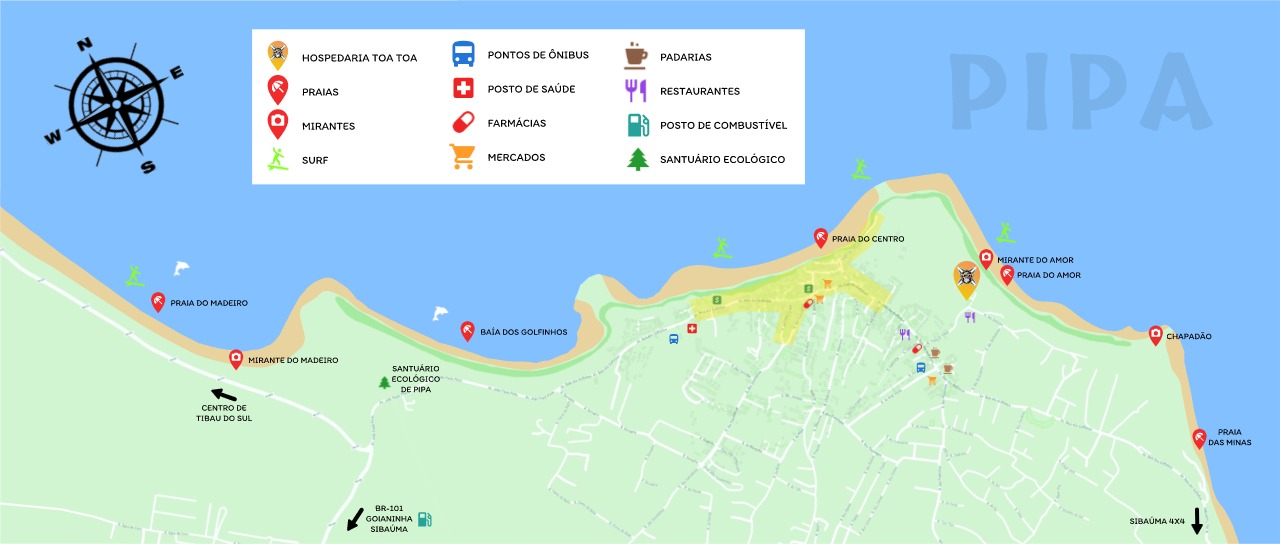 N
E
W
S
PIPA
HOSPEDARIA TOA TOA
PRAIAS
MIRANTES
SURF
PONTOS DE ÔNIBUS
POSTO DE SAÚDE
FARMÁCIAS
MERCADOS
PADARIAS
RESTAURANTES
POSTO DE COMBUSTÍVEL
SANTUÁRIO ECOLÓGICO
PRAIA DO CENTRO
MIRANTE DO AMOR
PRAIA DO AMOR
PRAIA DO MADEIRO
BAÍA DOS GOLFINHOS
CHAPADÃO
MIRANTE DO MADEIRO
SANTUÁRIO
ECOLÓGICO
DE PIPA
CENTRO DE
TIBAU DO SUL
PRAIA
DAS MINAS
BR-101
GOIANINHA
SIBAÚMA
SIBAÚMA 4X4